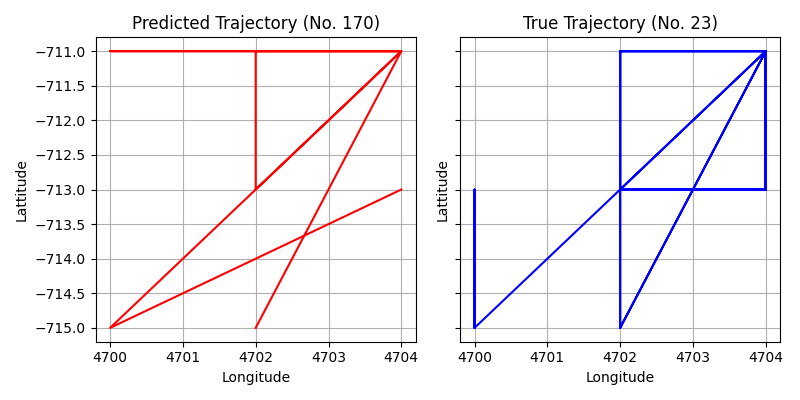 Predicted Trajectory (No. 170)
True Trajectory (No. 23)
−711.0
−711.5
−712.0
−712.5
−713.0
−713.5
−714.0
−714.5
−715.0
Lattitude
Lattitude
4700 4701 4702 4703 4704
4700 4701 4702 4703 4704
Longitude
Longitude